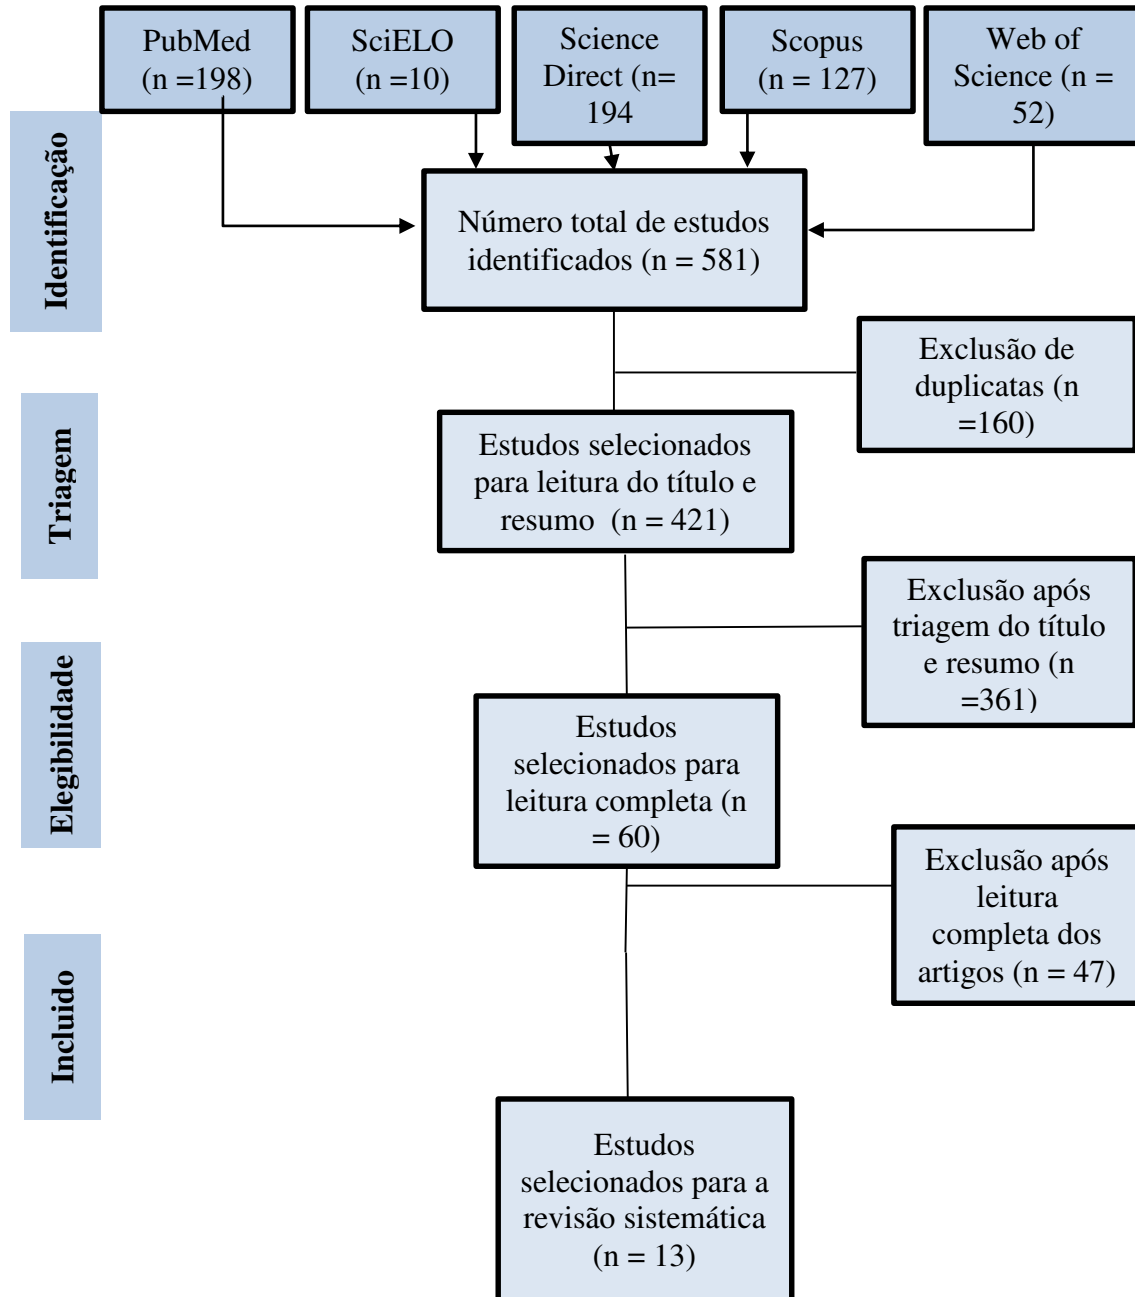 PubMed
(n =198)
SciELO
(n =10)
Science
Direct (n=
194
Scopus
(n = 127)
Web of
Science (n =
52)
Identificação
Número total de estudos
identificados (n = 581)
Exclusão de
duplicatas (n
=160)
Triagem
Estudos selecionados
para leitura do título e
resumo  (n = 421)
Exclusão após
triagem do título
e resumo (n
=361)
Elegibilidade
Estudos
selecionados para
leitura completa (n
= 60)
Exclusão após
leitura
completa dos
artigos (n = 47)
Incluido
Estudos
selecionados para a
revisão sistemática
(n = 13)